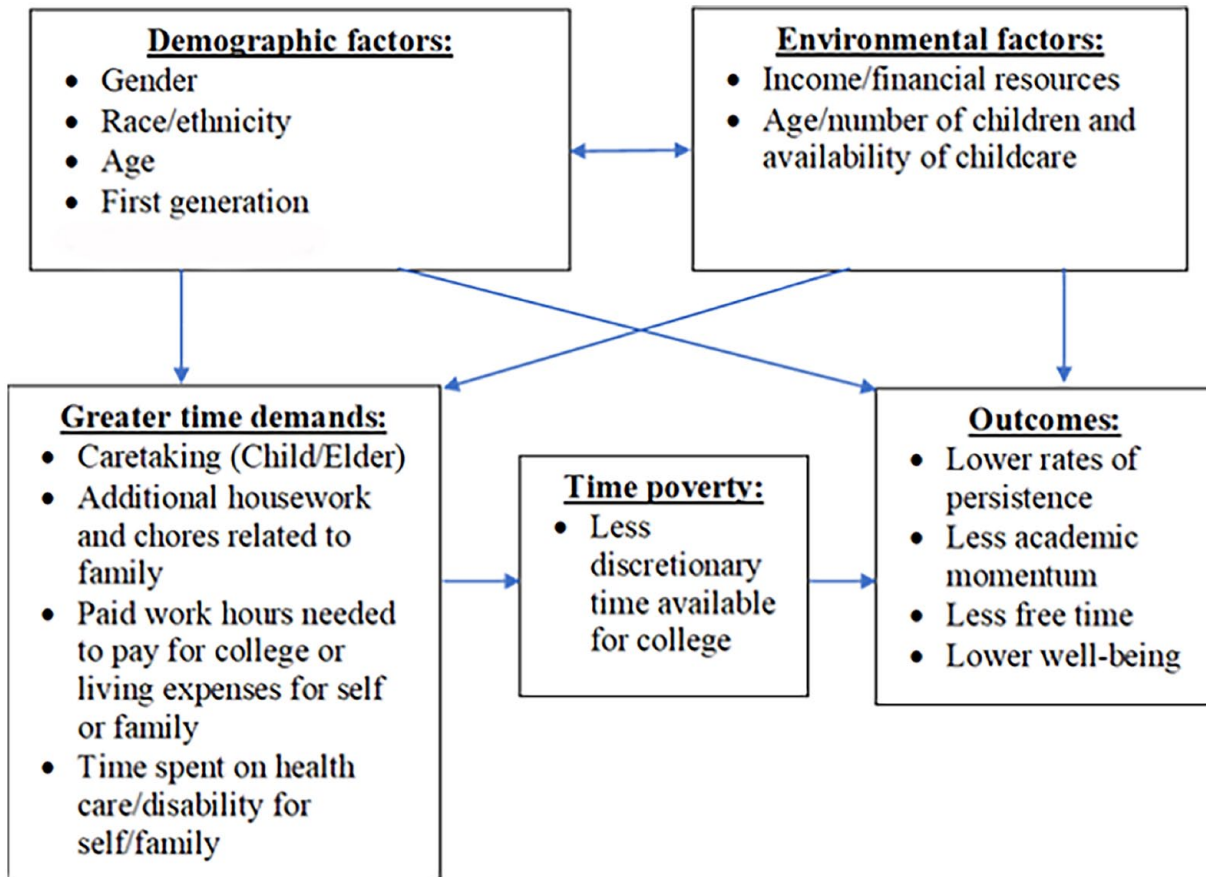 Demographic factors:
• Gender
• Race/ethnicity
• Age
• First generation
Environmental factors:
• Income/financial resources
• Age/number of children and
availability of childcare
Greater time demands:
• Caretaking (Child/Elder)
• Additional housework
and chores related to
family
• Paid work hours needed
to pay for college or
living expenses for self
or family
• Time spent on health
care/disability for
self/family
Time poverty:
• Less
discretionary
time available
for college
Outcomes:
• Lower rates of
persistence
• Less academic
momentum
• Less free time
• Lower well-being